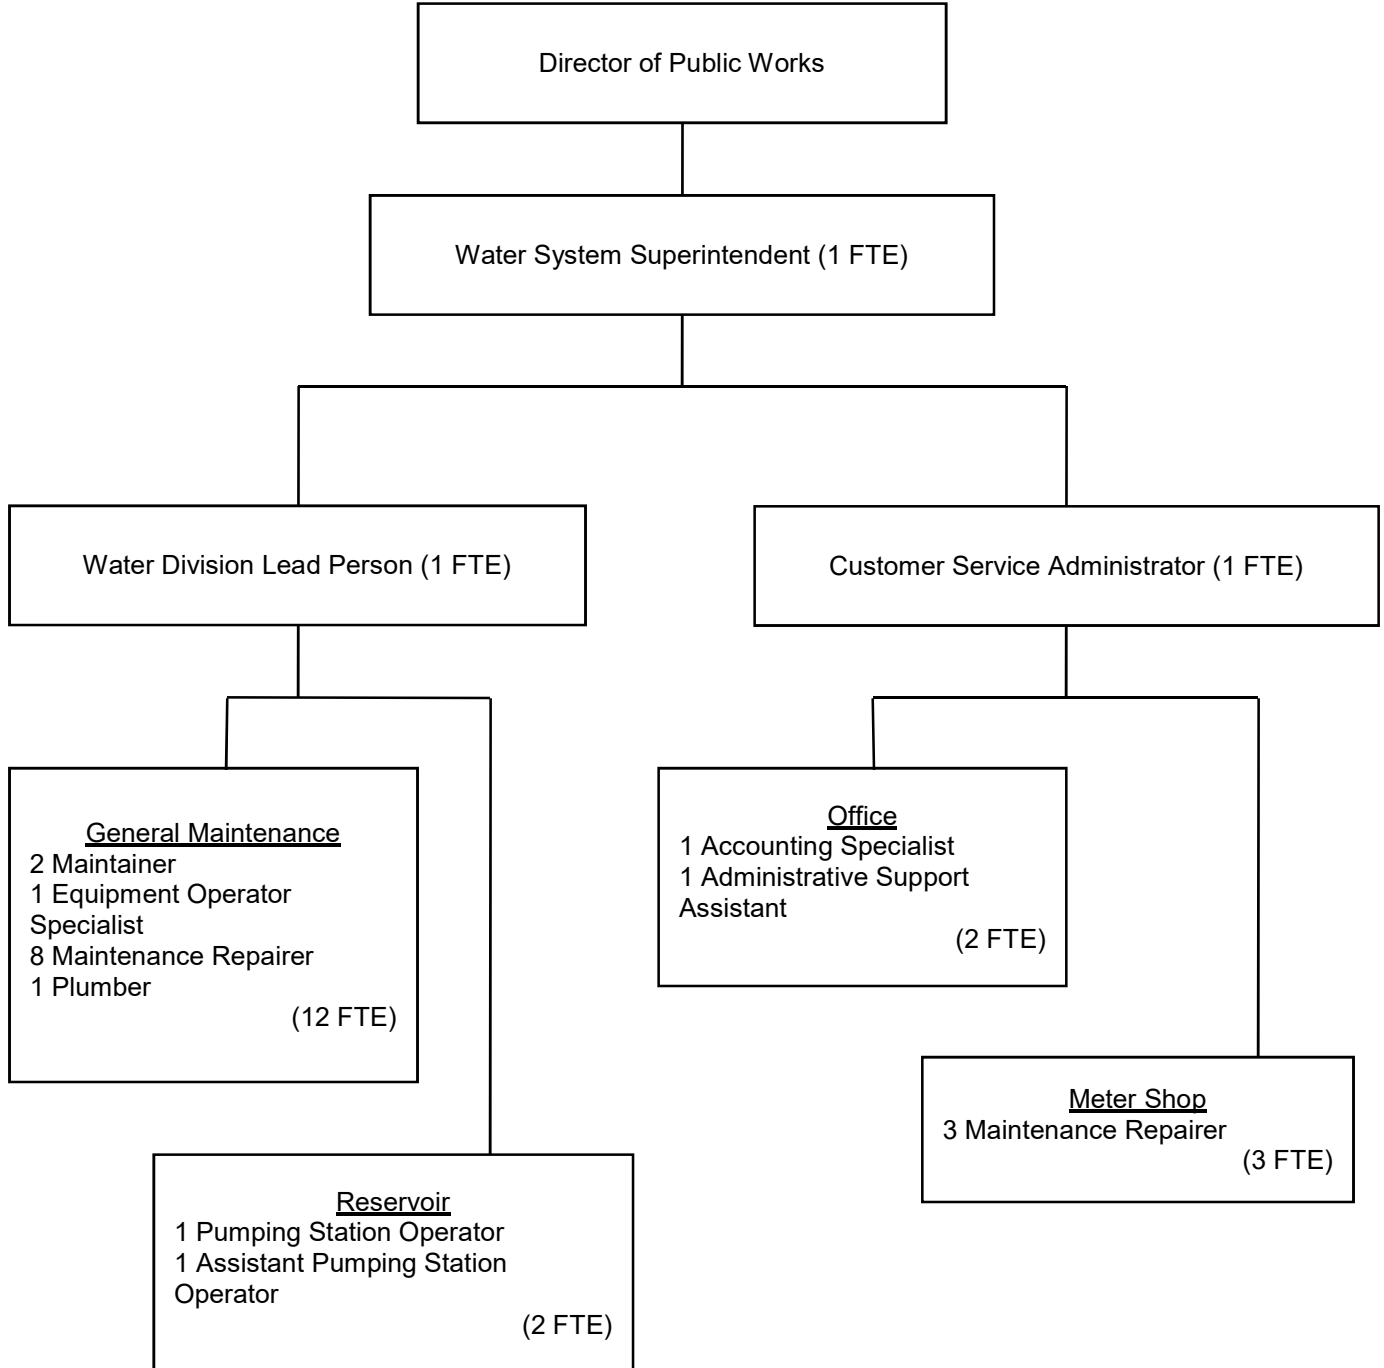 Director of Public Works
Water System Superintendent (1 FTE)
Water Division Lead Person (1 FTE)
Customer Service Administrator (1 FTE)
General Maintenance
2 Maintainer
1 Equipment Operator
Specialist
8 Maintenance Repairer
1 Plumber
(12 FTE)
Office
1 Accounting Specialist
1 Administrative Support
Assistant
(2 FTE)
Reservoir
1 Pumping Station Operator
1 Assistant Pumping Station
Operator
(2 FTE)
Meter Shop
3 Maintenance Repairer
(3 FTE)